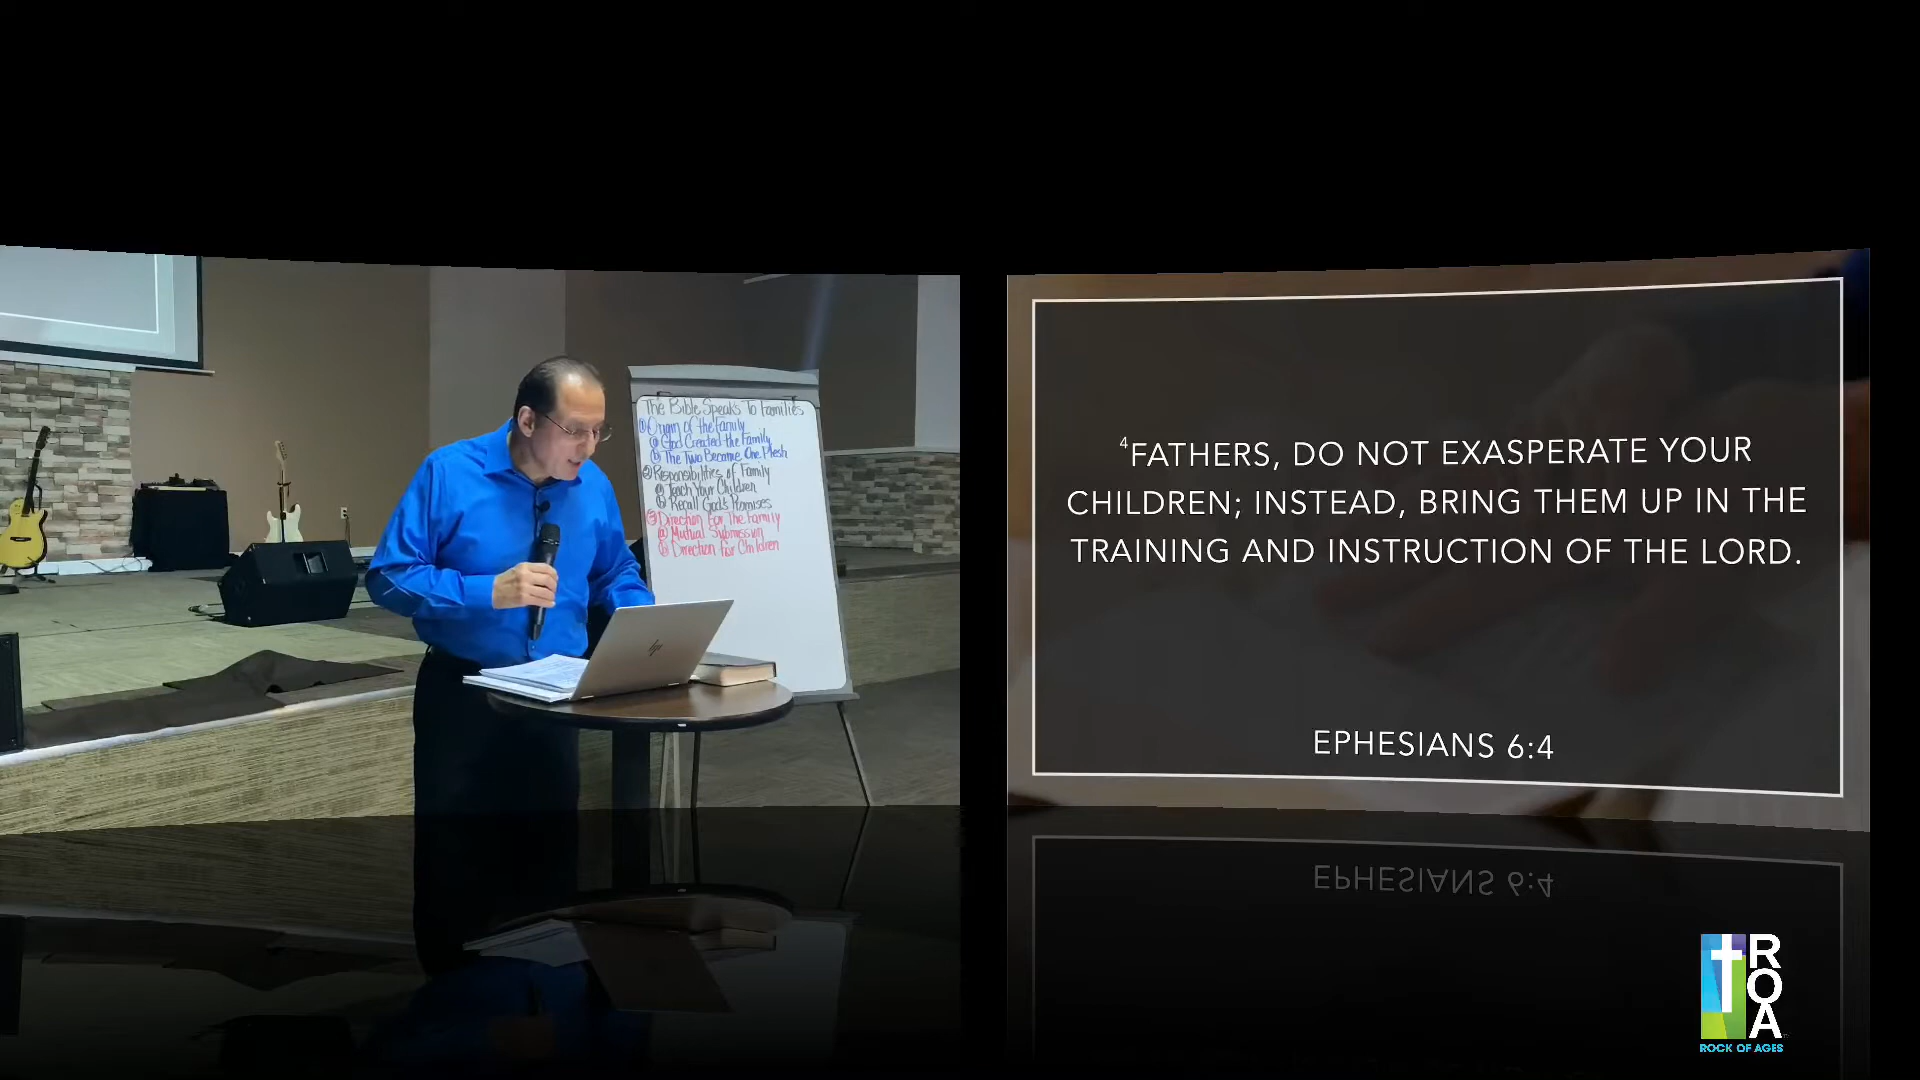 The Bible Speaks To Families
① Origin of the Family
ⓐ God Created the Family
ⓑ The Two Became One Flesh
② Responsibilities of Family
ⓐ Teach Your Children
ⓑ Recall God's Promises
③ Direction For The Family
ⓐ Mutual Submission
ⓑ Direction for Children
hp
⁴FATHERS, DO NOT EXASPERATE YOUR
CHILDREN; INSTEAD, BRING THEM UP IN THE
TRAINING AND INSTRUCTION OF THE LORD.
EPHESIANS 6:4
EPHESIANS 6:4
ROA
ROCK OF AGES